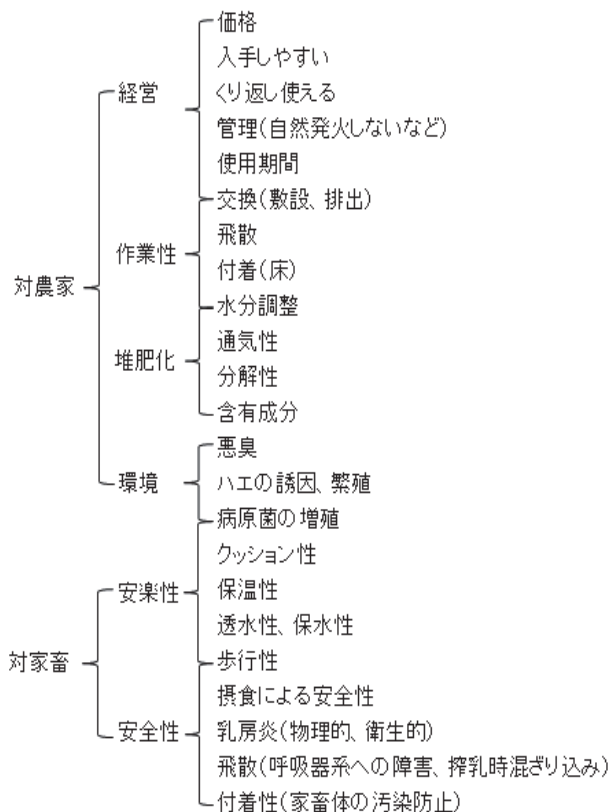 対農家
経営
価格
入手しやすい
くり返し使える
管理(自然発火しないなど)
使用期間
交換(敷設、排出)
作業性
飛散
付着(床)
水分調整
堆肥化
通気性
分解性
含有成分
環境
悪臭
ハエの誘因、繁殖
病原菌の増殖
対家畜
安楽性
クッション性
保温性
透水性、保水性
歩行性
安全性
摂食による安全性
乳房炎(物理的、衛生的)
飛散(呼吸器系への障害、搾乳時混ざり込み)
付着性(家畜体の汚染防止)